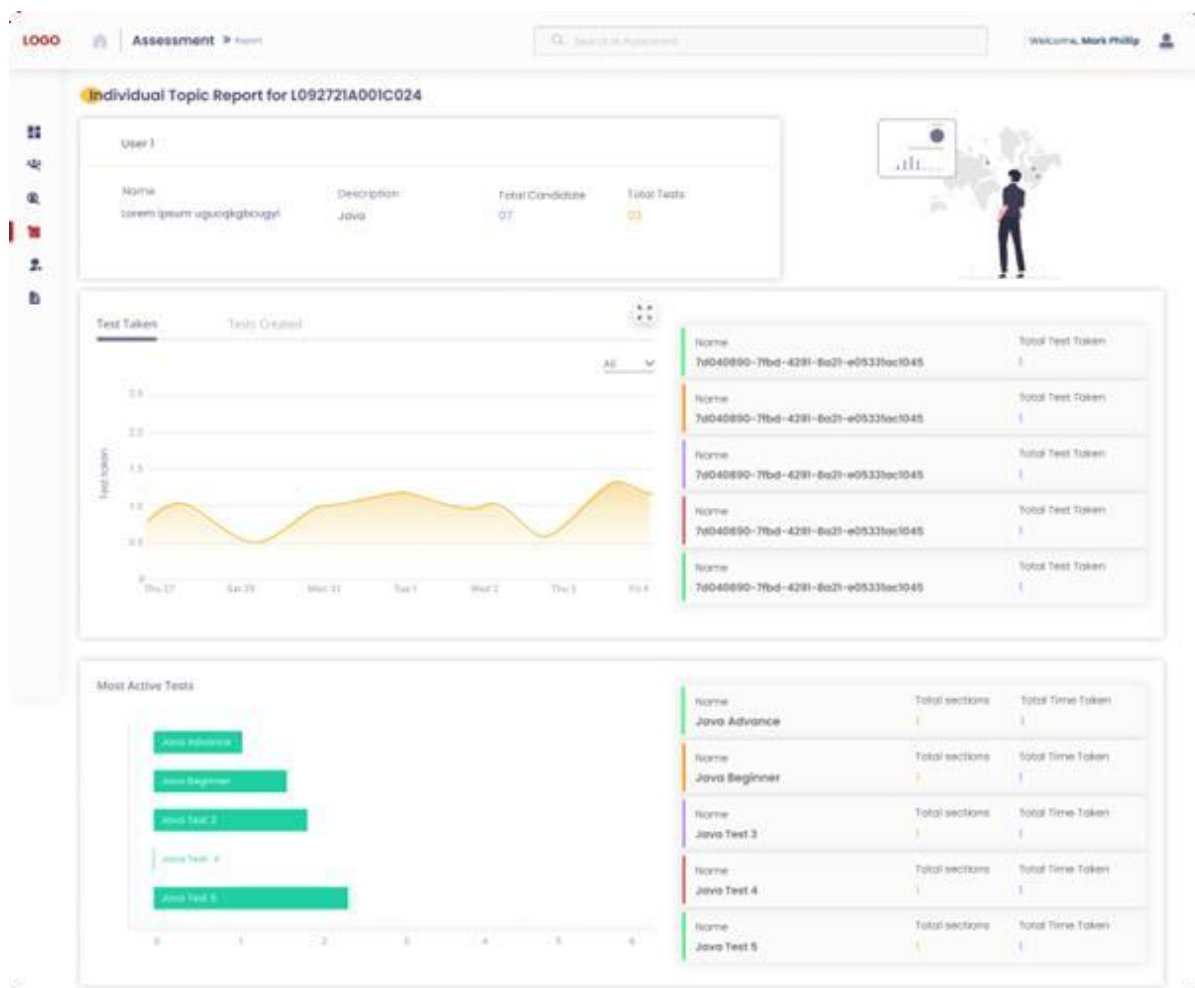 LOGO
Assessment
Report
Search in Assessment
Welcome, Mark Phillip
Individual Topic Report for L092721A001C024
User 1
Name
Description
Total Candidate
Total Tests
Lorem ipsum
Java
07
03
Test Taken
Tests Created
All
2.5
2.0
1.5
1.0
0.5
0
Test taken
Thu 27
Sat 29
Mon 31
Tue 1
Wed 2
Thu 3
Fri 4
Name
Total Test Taken
7d040890-7fbd-4291-8a21-e05331ac1045
1
Name
Total Test Taken
7d040890-7fbd-4291-8a21-e05331ac1045
1
Name
Total Test Taken
7d040890-7fbd-4291-8a21-e05331ac1045
1
Name
Total Test Taken
7d040890-7fbd-4291-8a21-e05331ac1045
1
Name
Total Test Taken
7d040890-7fbd-4291-8a21-e05331ac1045
1
Most Active Tests
Java Advance
Java Beginner
Java Test 3
Java Test 4
Java Test 5
0
1
2
3
4
5
6
Name
Total sections
Total Time Taken
Java Advance
1
1
Name
Total sections
Total Time Taken
Java Beginner
1
1
Name
Total sections
Total Time Taken
Java Test 3
1
1
Name
Total sections
Total Time Taken
Java Test 4
1
1
Name
Total sections
Total Time Taken
Java Test 5
1
1